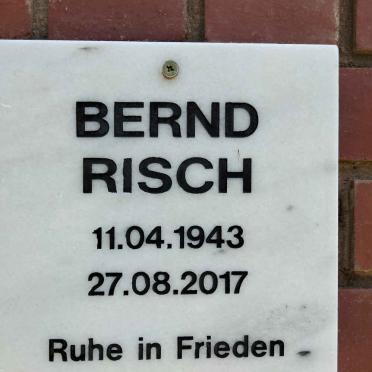 BERND
RISCH
11.04.1943
27.08.2017
Ruhe in Frieden